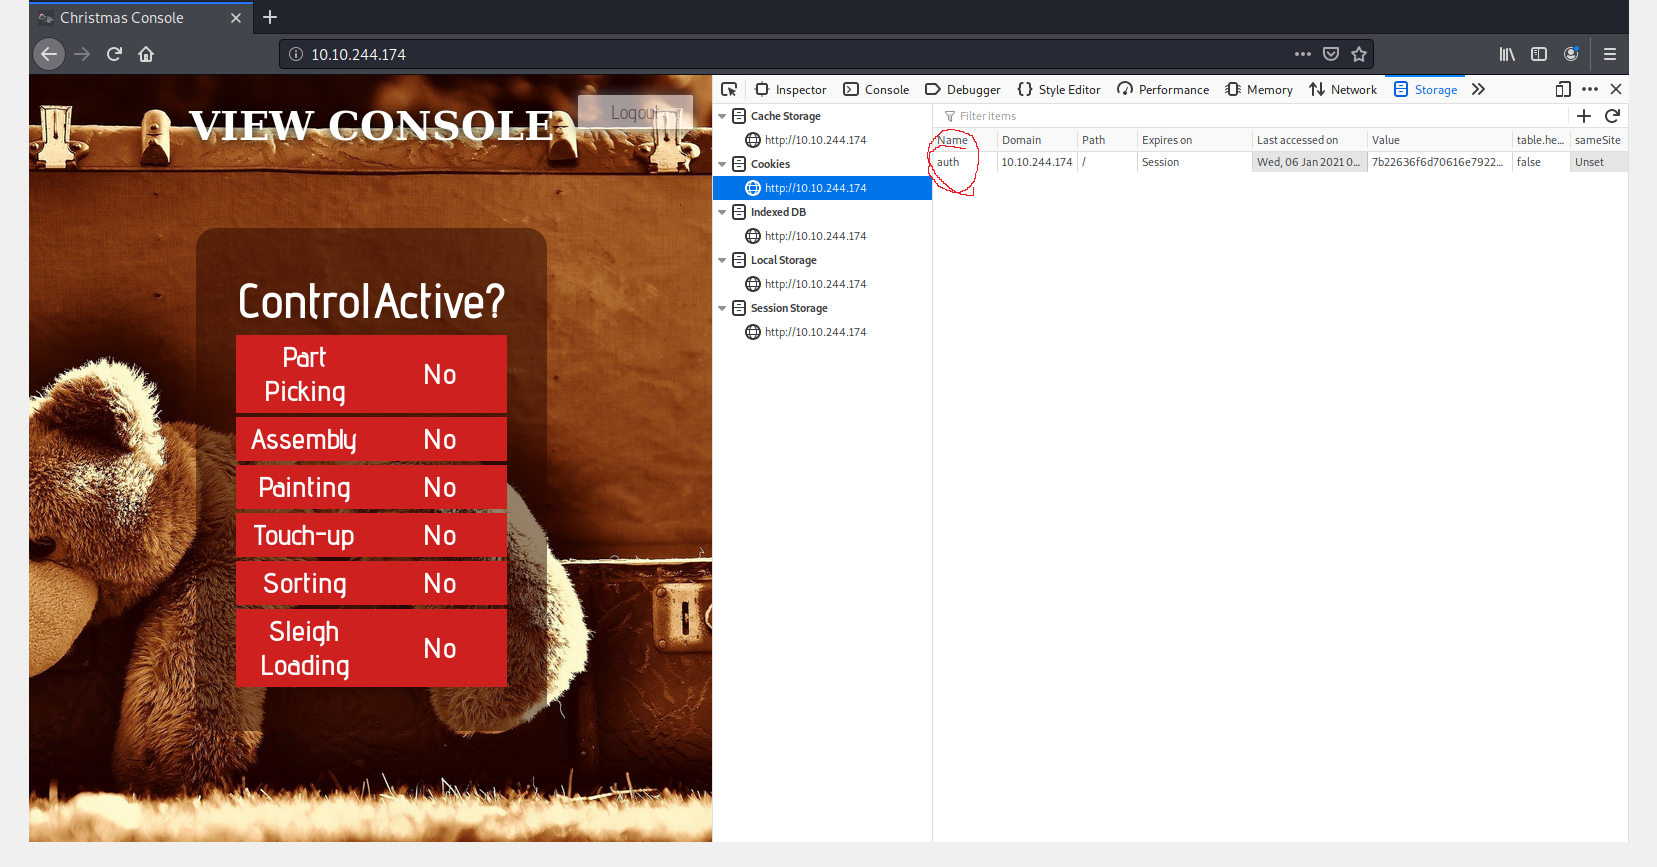 Christmas Console
10.10.244.174
VIEW CONSOLE
Logout
Control Active?
Part Picking No
Assembly No
Painting No
Touch-up No
Sorting No
Sleigh Loading No
Inspector Console Debugger Style Editor Performance Memory Network Storage
Cache Storage
http://10.10.244.174
Cookies
http://10.10.244.174
Indexed DB
http://10.10.244.174
Local Storage
http://10.10.244.174
Session Storage
http://10.10.244.174
Filter items
Name Domain Path Expires on Last accessed on Value table.he... sameSite
auth 10.10.244.174 / Session Wed, 06 Jan 2021 0... 7b22636f6d70616e7922... false Unset